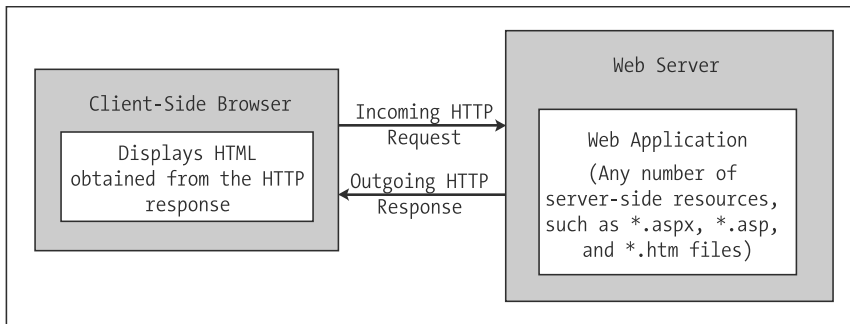 Client-Side Browser
Displays HTML
obtained from the HTTP
response
Incoming HTTP
Request
Outgoing HTTP
Response
Web Server
Web Application
(Any number of
server-side resources,
such as *.aspx, *.asp,
and *.htm files)